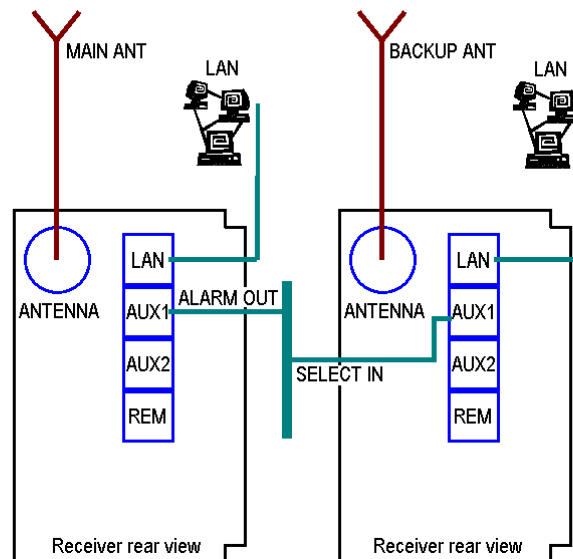 MAIN ANT
LAN
ANTENNA
LAN
AUX1
AUX2
REM
ALARM OUT
SELECT IN
Receiver rear view
BACKUP ANT
LAN
ANTENNA
LAN
AUX1
AUX2
REM
Receiver rear view